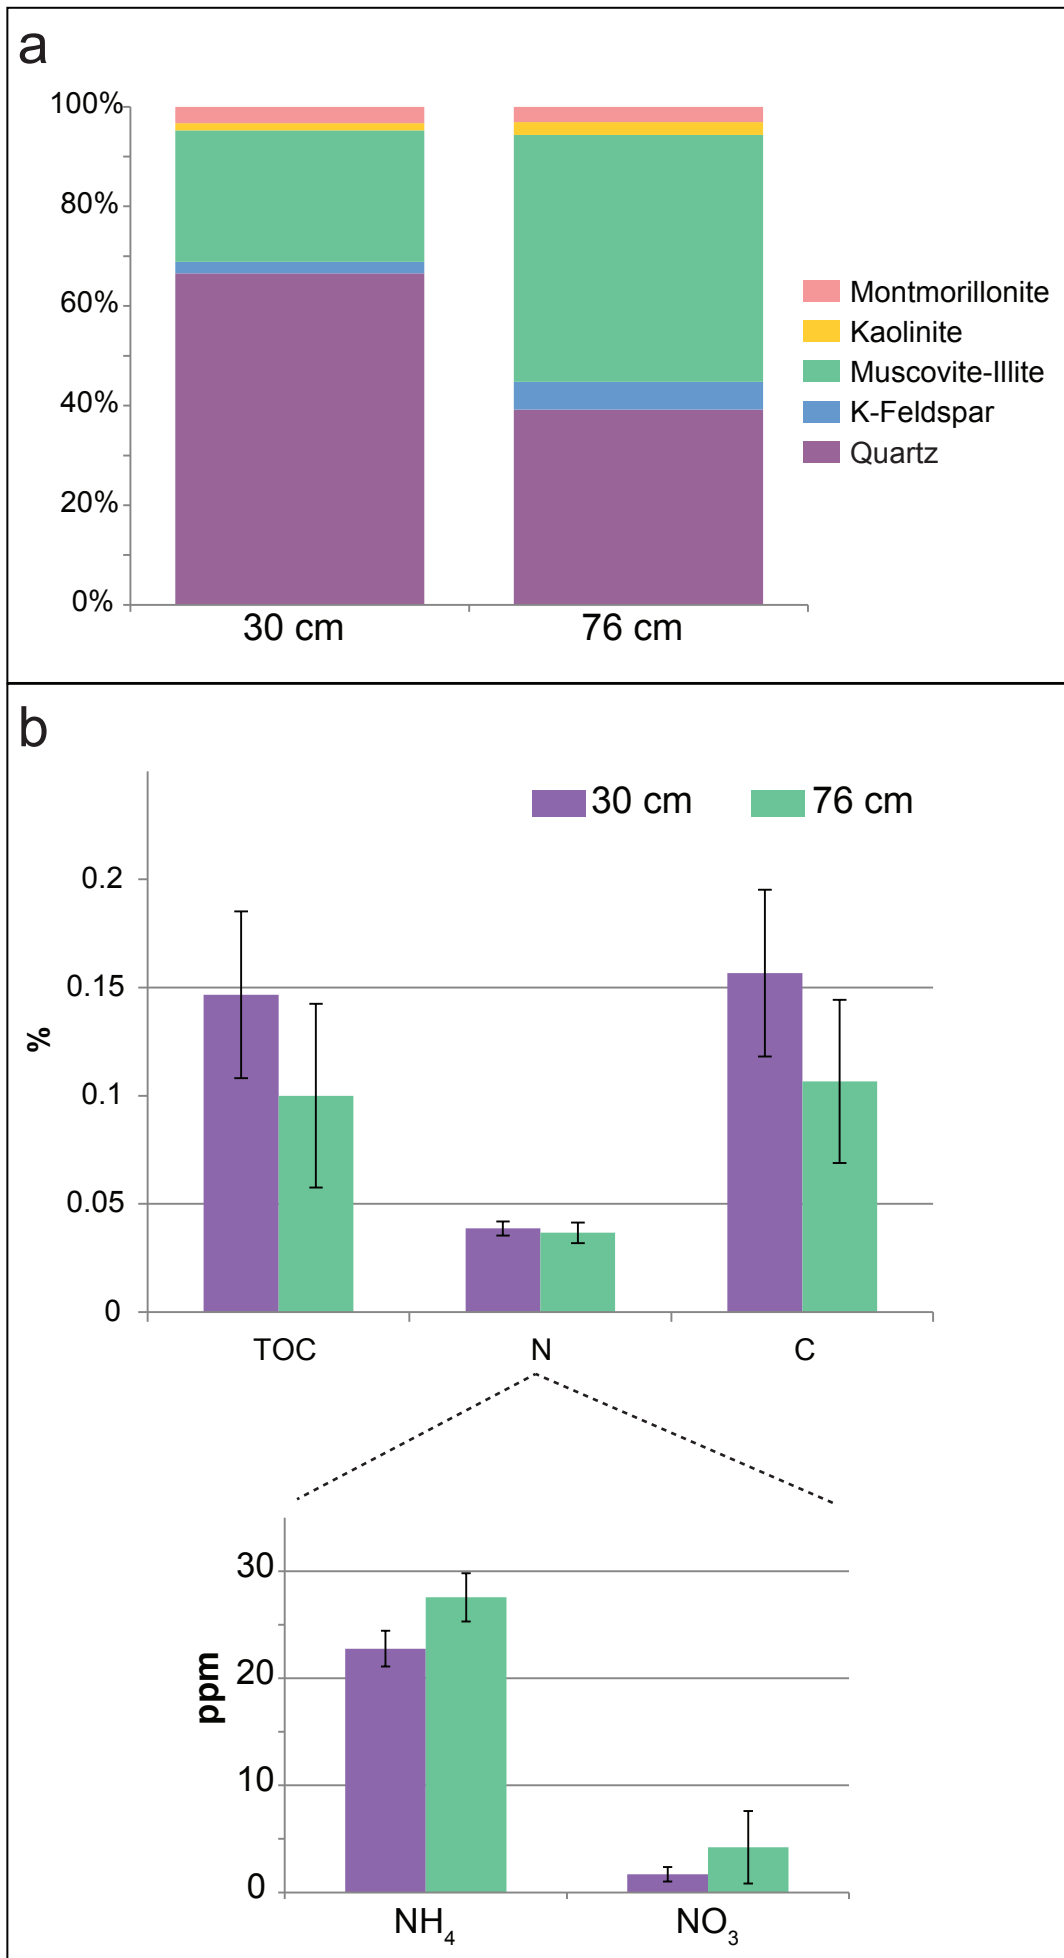 a
100%
80%
60%
40%
20%
0%
30 cm
76 cm
Montmorillonite
Kaolinite
Muscovite-Illite
K-Feldspar
Quartz
b
30 cm
76 cm
0.2
0.15
0.1
0.05
0
%
TOC
N
C
30
20
10
0
ppm
NH₄
NO₃